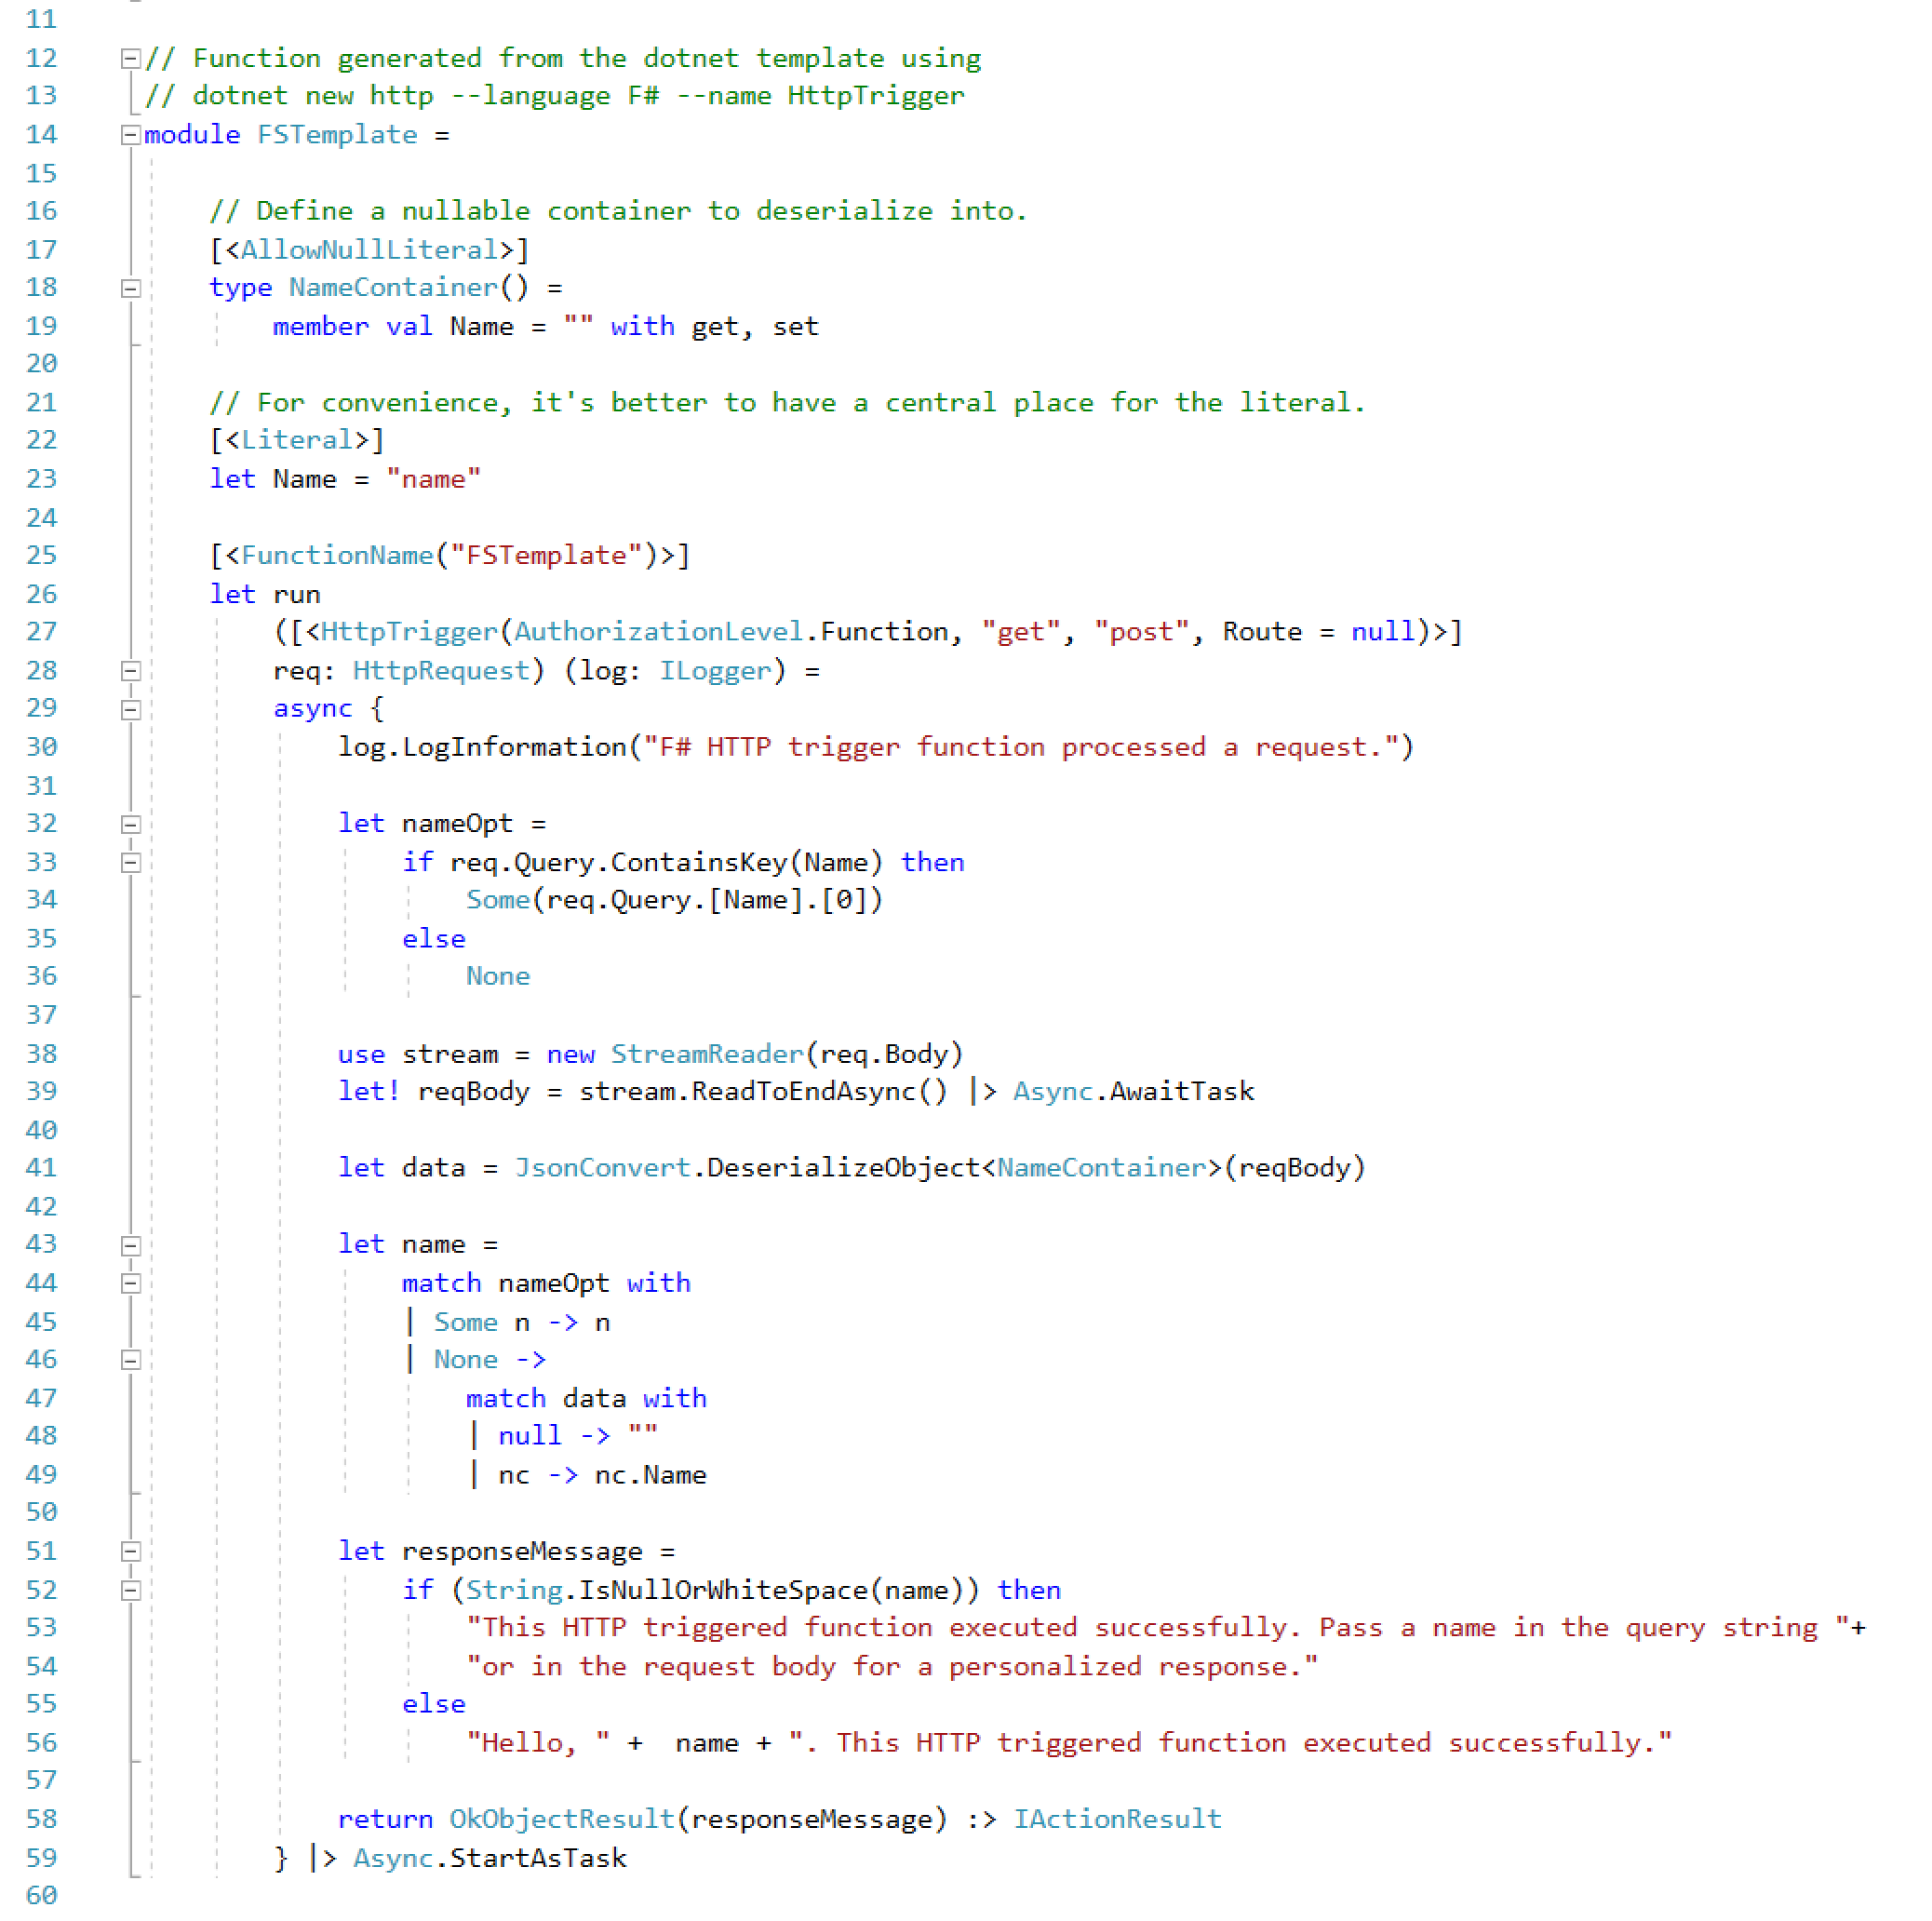 11
12 // Function generated from the dotnet template using
13 // dotnet new http --language F# --name HttpTrigger
14 module FSTemplate =
15
16     // Define a nullable container to deserialize into.
17     [<AllowNullLiteral>]
18     type NameContainer() =
19         member val Name = "" with get, set
20
21     // For convenience, it's better to have a central place for the literal.
22     [<Literal>]
23     let Name = "name"
24
25     [<FunctionName("FSTemplate")>]
26     let run
27         ([<HttpTrigger(AuthorizationLevel.Function, "get", "post", Route = null)>]
28         req: HttpRequest) (log: ILogger) =
29         async {
30             log.LogInformation("F# HTTP trigger function processed a request.")
31
32             let nameOpt =
33                 if req.Query.ContainsKey(Name) then
34                     Some(req.Query.[Name].[0])
35                 else
36                     None
37
38             use stream = new StreamReader(req.Body)
39             let! reqBody = stream.ReadToEndAsync() |> Async.AwaitTask
40
41             let data = JsonConvert.DeserializeObject<NameContainer>(reqBody)
42
43             let name =
44                 match nameOpt with
45                 | Some n -> n
46                 | None ->
47                     match data with
48                     | null -> ""
49                     | nc -> nc.Name
50
51             let responseMessage =
52                 if (String.IsNullOrWhiteSpace(name)) then
53                     "This HTTP triggered function executed successfully. Pass a name in the query string "+
54                     "or in the request body for a personalized response."
55                 else
56                     "Hello, " +  name + ". This HTTP triggered function executed successfully."
57
58             return OkObjectResult(responseMessage) :> IActionResult
59         } |> Async.StartAsTask
60